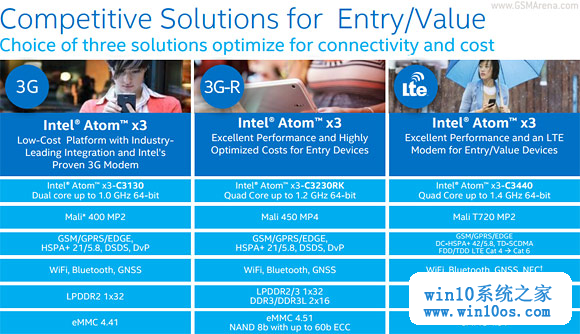 www.GSMArena.com
Competitive Solutions for Entry/Value
Choice of three solutions optimize for connectivity and cost
3G
3G-R
Lte
Intel® Atom™ x3
Low-Cost Platform with Industry-
Leading Integration and Intel's
Proven 3G Modem
Intel® Atom™ x3
Excellent Performance and Highly
Optimized Costs for Entry Devices
Intel® Atom™ x3
Excellent Performance and an LTE
Modem for Entry/Value Devices
Intel® Atom™ x3-C3130
Dual core up to 1.0 GHz 64-bit
Intel® Atom™ x3-C3230RK
Quad Core up to 1.2 GHz 64-bit
Intel® Atom™ x3-C3440
Quad Core up to 1.4 GHz 64-bit
Mali* 400 MP2
Mali 450 MP4
Mali T720 MP2
GSM/GPRS/EDGE,
HSPA+ 21/5.8, DSDS, DvP
GSM/GPRS/EDGE,
HSPA+ 21/5.8, DSDS, DvP
GSM/GPRS/EDGE
DC-HSPA+ 42/5.8, TD-SCDMA
FDD/TDD LTE Cat 4 → Cat 6
WiFi, Bluetooth, GNSS
WiFi, Bluetooth, GNSS
WiFi, Bluetooth, GNSS, NFC†
LPDDR2 1x32
LPDDR2/3 1x32
DDR3/DDR3L 2x16
eMMC 4.41
eMMC 4.51
NAND 8b with up to 60b ECC
win10系统之家
www.win10os.com